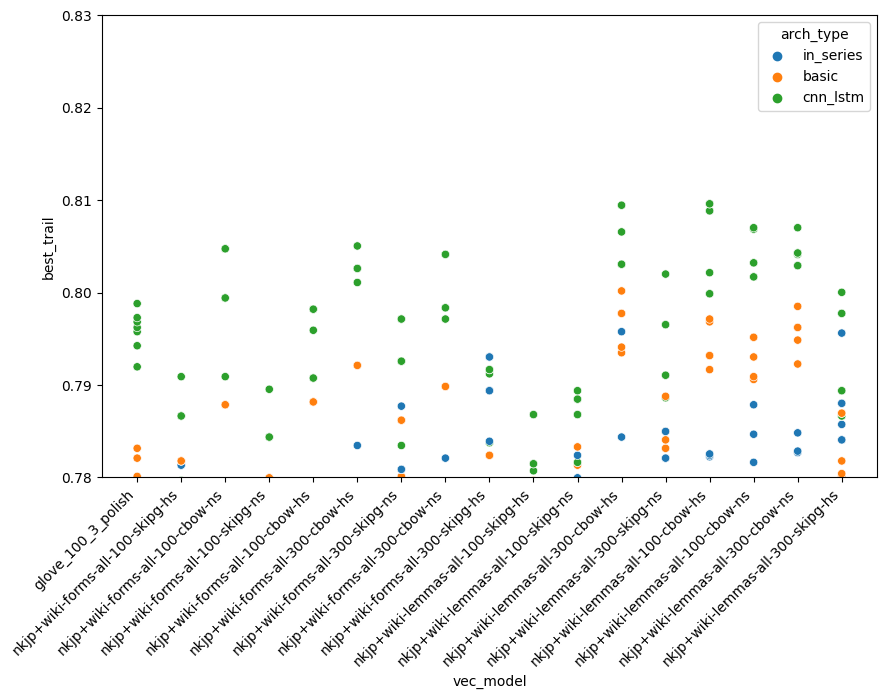 0.83
0.82
0.81
0.80
0.79
0.78
best_trail
arch_type
in_series
basic
cnn_lstm
glove_100_3_polish
nkjp+wiki-forms-all-100-skipg-hs
nkjp+wiki-forms-all-100-cbow-ns
nkjp+wiki-forms-all-100-skipg-ns
nkjp+wiki-forms-all-100-cbow-hs
nkjp+wiki-forms-all-300-cbow-hs
nkjp+wiki-forms-all-300-skipg-ns
nkjp+wiki-forms-all-300-cbow-ns
nkjp+wiki-forms-all-300-skipg-hs
nkjp+wiki-lemmas-all-100-skipg-hs
nkjp+wiki-lemmas-all-100-skipg-ns
nkjp+wiki-lemmas-all-300-cbow-hs
nkjp+wiki-lemmas-all-300-skipg-ns
nkjp+wiki-lemmas-all-100-cbow-hs
nkjp+wiki-lemmas-all-100-cbow-ns
nkjp+wiki-lemmas-all-300-cbow-ns
nkjp+wiki-lemmas-all-300-skipg-hs
vec_model